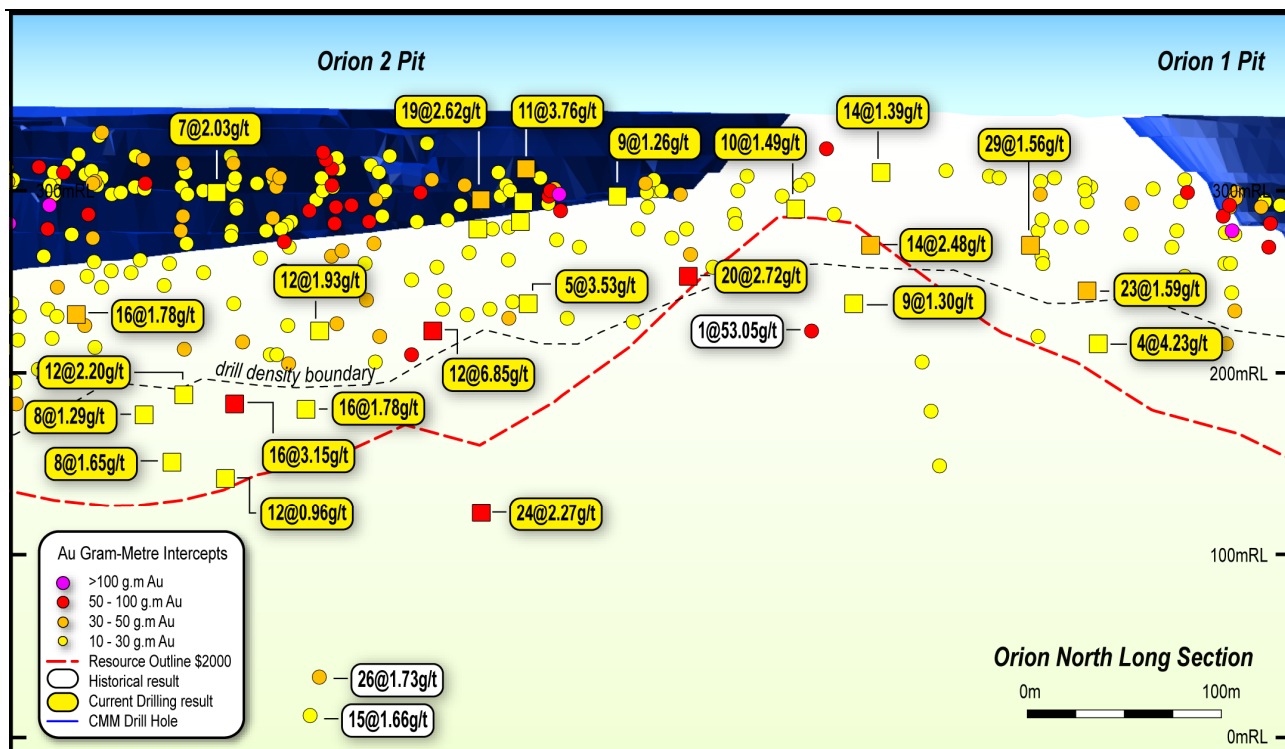 Orion 2 Pit
Orion 1 Pit
19@2.62g/t
11@3.76g/t
14@1.39g/t
7@2.03g/t
9@1.26g/t
10@1.49g/t
29@1.56g/t
300mRL
300mRL
14@2.48g/t
12@1.93g/t
5@3.53g/t
20@2.72g/t
23@1.59g/t
16@1.78g/t
9@1.30g/t
1@53.05g/t
4@4.23g/t
drill density boundary
12@2.20g/t
12@6.85g/t
200mRL
200mRL
8@1.29g/t
16@1.78g/t
8@1.65g/t
16@3.15g/t
12@0.96g/t
24@2.27g/t
100mRL
Au Gram-Metre Intercepts
>100 g.m Au
50 - 100 g.m Au
30 - 50 g.m Au
10 - 30 g.m Au
Resource Outline $2000
Historical result
Current Drilling result
CMM Drill Hole
26@1.73g/t
15@1.66g/t
Orion North Long Section
0m 100m
0mRL